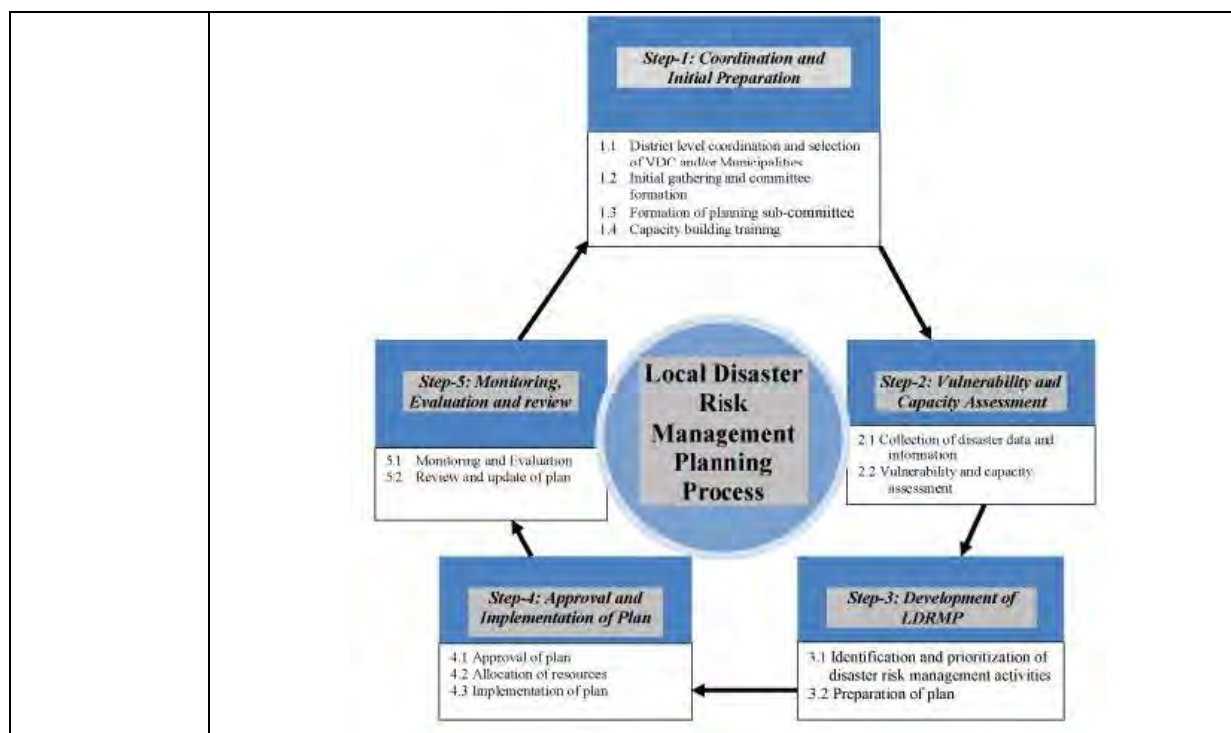 Step-1: Coordination and
Initial Preparation
1.1 District level coordination and selection
of VDC and/or Municipalities
1.2 Initial gathering and committee
formation
1.3 Formation of planning sub-committee
1.4 Capacity building training
Local Disaster
Risk
Management
Planning
Process
Step-2: Vulnerability and
Capacity Assessment
2.1 Collection of disaster data and
information
2.2 Vulnerability and capacity
assessment
Step-3: Development of
LDRMP
3.1 Identification and prioritization of
disaster risk management activities
3.2 Preparation of plan
Step-4: Approval and
Implementation of Plan
4.1 Approval of plan
4.2 Allocation of resources
4.3 Implementation of plan
Step-5: Monitoring,
Evaluation and review
5.1 Monitoring and Evaluation
5.2 Review and update of plan